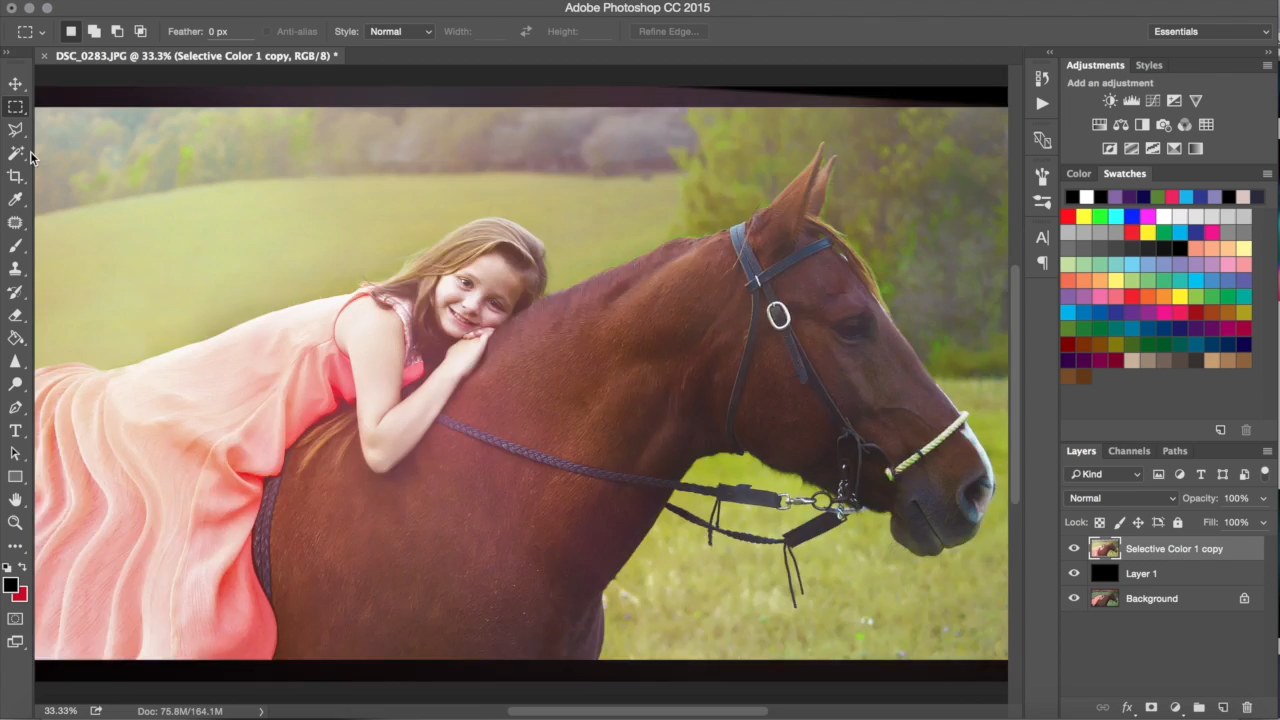 Adobe Photoshop CC 2015
Feather: 0 px
Anti-alias
Style: Normal
Width:
Height:
Refine Edge...
Essentials
DSC_0283.JPG @ 33.3% (Selective Color 1 copy, RGB/8) *
Adjustments Styles
Add an adjustment
Color Swatches
Layers Channels Paths
Kind
Normal Opacity: 100%
Lock: Fill: 100%
Selective Color 1 copy
Layer 1
Background
33.33% Doc: 75.8M/164.1M